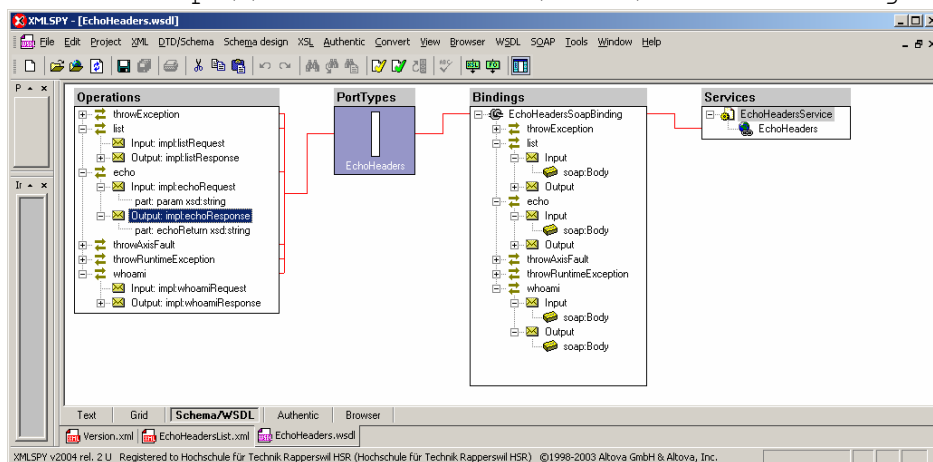 XMLSPY - [EchoHeaders.wsdl]
File Edit Project XML DTD/Schema Schema design XSL Authentic Convert View Browser WSDL SOAP Tools Window Help
P
Operations
throwException
list
Input: impl:listRequest
Output: impl:listResponse
echo
Input: impl:echoRequest
part: param xsd:string
Output: impl:echoResponse
part: echoReturn xsd:string
throwAxisFault
throwRuntimeException
whoami
Input: impl:whoamiRequest
Output: impl:whoamiResponse
PortTypes
EchoHeaders
Bindings
EchoHeadersSoapBinding
throwException
list
Input
soap:Body
Output
echo
Input
soap:Body
Output
throwAxisFault
throwRuntimeException
whoami
Input
soap:Body
Output
soap:Body
Services
EchoHeadersService
EchoHeaders
Text Grid Schema/WSDL Authentic Browser
Version.xml EchoHeadersList.xml EchoHeaders.wsdl
XMLSPY v2004 rel. 2 U Registered to Hochschule für Technik Rapperswil HSR (Hochschule für Technik Rapperswil HSR) ©1998-2003 Altova GmbH & Altova, Inc.